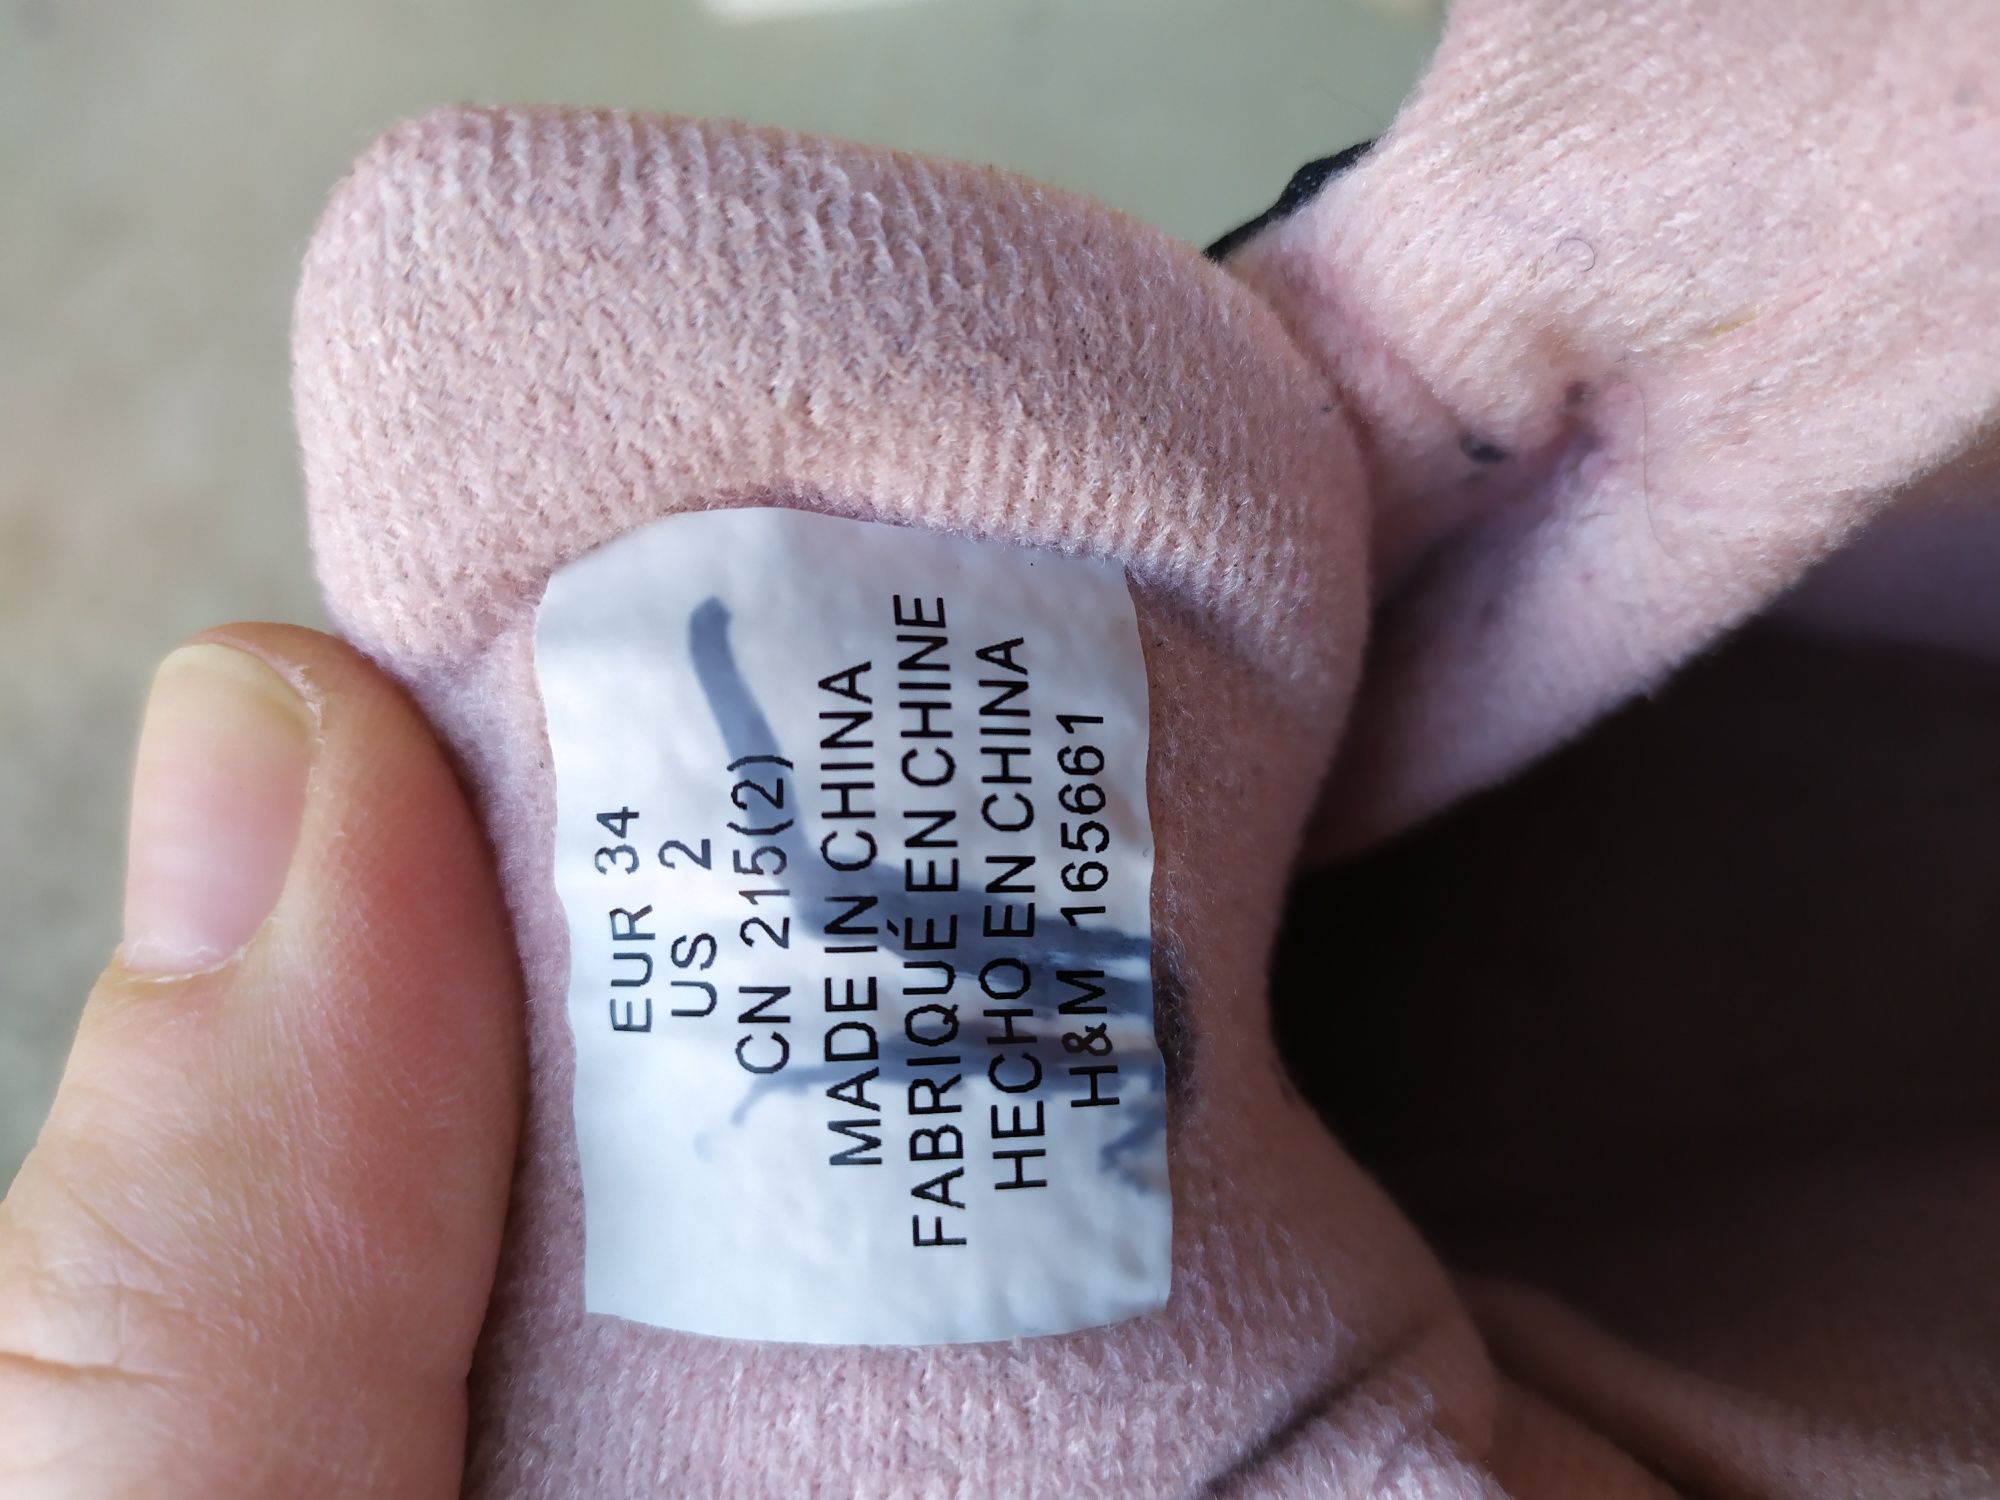 EUR 34
US 2
CN 215(2)
MADE IN CHINA
FABRIQUÉ EN CHINE
HECHO EN CHINA
H&M 165661